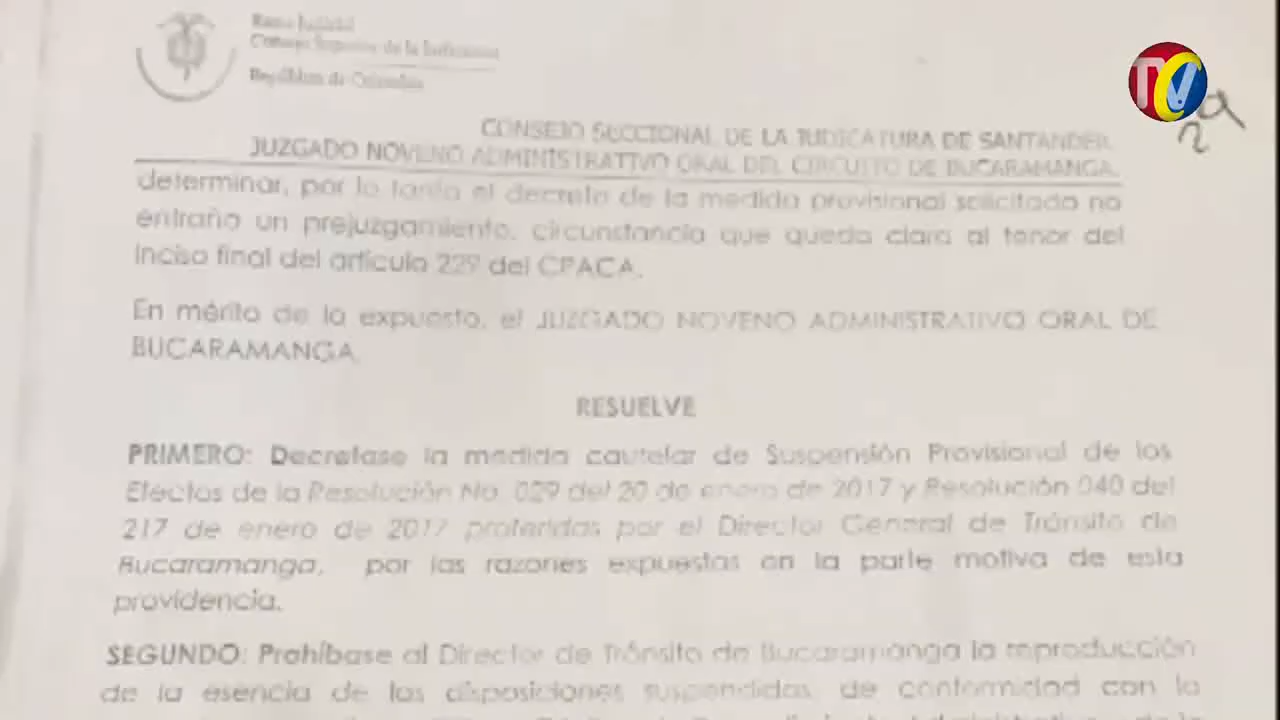 Rama Judicial
Consejo Superior de la Judicatura
República de Colombia
TVC
29
CONSEJO SECCIONAL DE LA JUDICATURA DE SANTANDER
JUZGADO NOVENO ADMINISTRATIVO ORAL DEL CIRCUITO DE BUCARAMANGA
determinar, por lo tanto el decreto de la medida provisional solicitada no
entraña un prejuzgamiento, circunstancia que queda clara al tenor del
inciso final del artículo 229 del CPACA.
En mérito de lo expuesto, el JUZGADO NOVENO ADMINISTRATIVO ORAL DE
BUCARAMANGA,
RESUELVE
PRIMERO: Decretase la medida cautelar de Suspensión Provisional de los
Efectos de la Resolución No. 029 del 20 de enero de 2017 y Resolución 040 del
217 de enero de 2017 proferidas por el Director General de Tránsito de
Bucaramanga, por las razones expuestas en la parte motiva de esta
providencia.
SEGUNDO: Prohíbase al Director de Tránsito de Bucaramanga la reproducción
de la esencia de las disposiciones suspendidas, de conformidad con lo